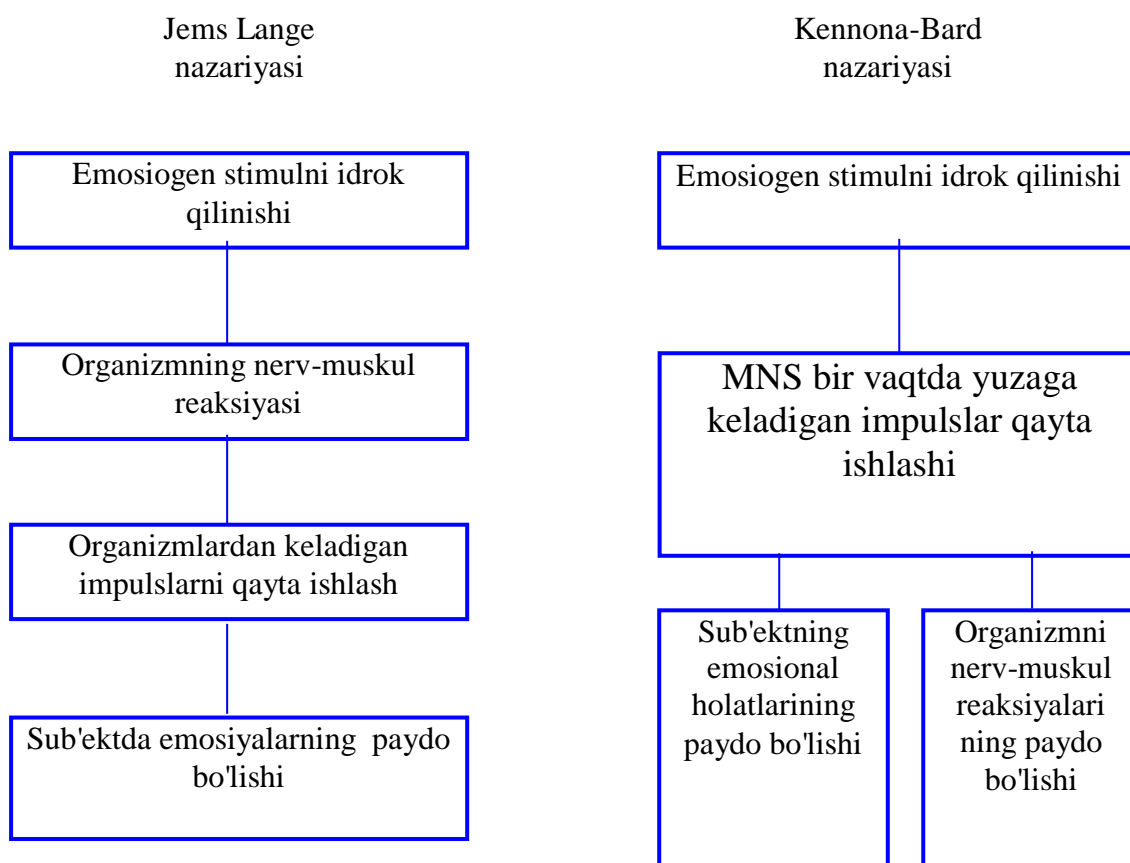 Jems Lange
nazariyasi
Emosiogen stimulni idrok
qilinishi
Organizmning nerv-muskul
reaksiyasi
Organizmlardan keladigan
impulslarni qayta ishlash
Sub'ektda emosiyalarning paydo
bo'lishi
Kennona-Bard
nazariyasi
Emosiogen stimulni idrok qilinishi
MNS bir vaqtda yuzaga
keladigan impulslar qayta
ishlashi
Sub'ektning
emosional
holatlarining
paydo bo'lishi
Organizmni
nerv-muskul
reaksiyalari
ning paydo
bo'lishi